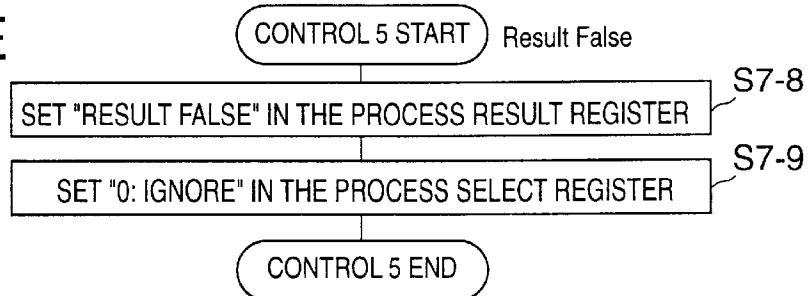 E
CONTROL 5 START
Result False
S7-8
SET "RESULT FALSE" IN THE PROCESS RESULT REGISTER
S7-9
SET "0: IGNORE" IN THE PROCESS SELECT REGISTER
CONTROL 5 END